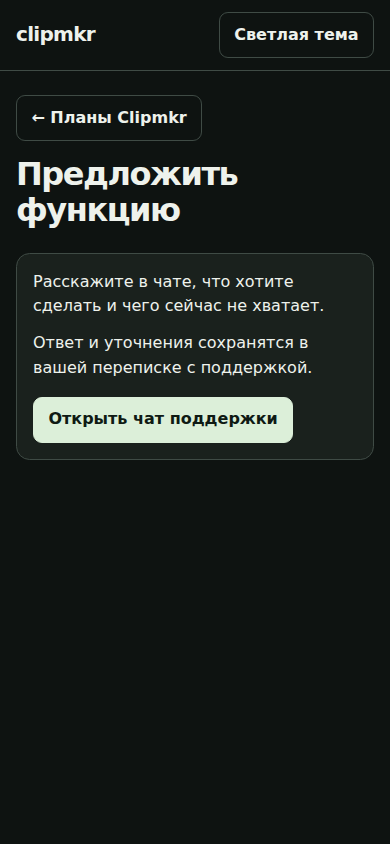 clipmkr
Светлая тема
← Планы Clipmkr
Предложить
функцию
Расскажите в чате, что хотите
сделать и чего сейчас не хватает.
Ответ и уточнения сохранятся в
вашей переписке с поддержкой.
Открыть чат поддержки